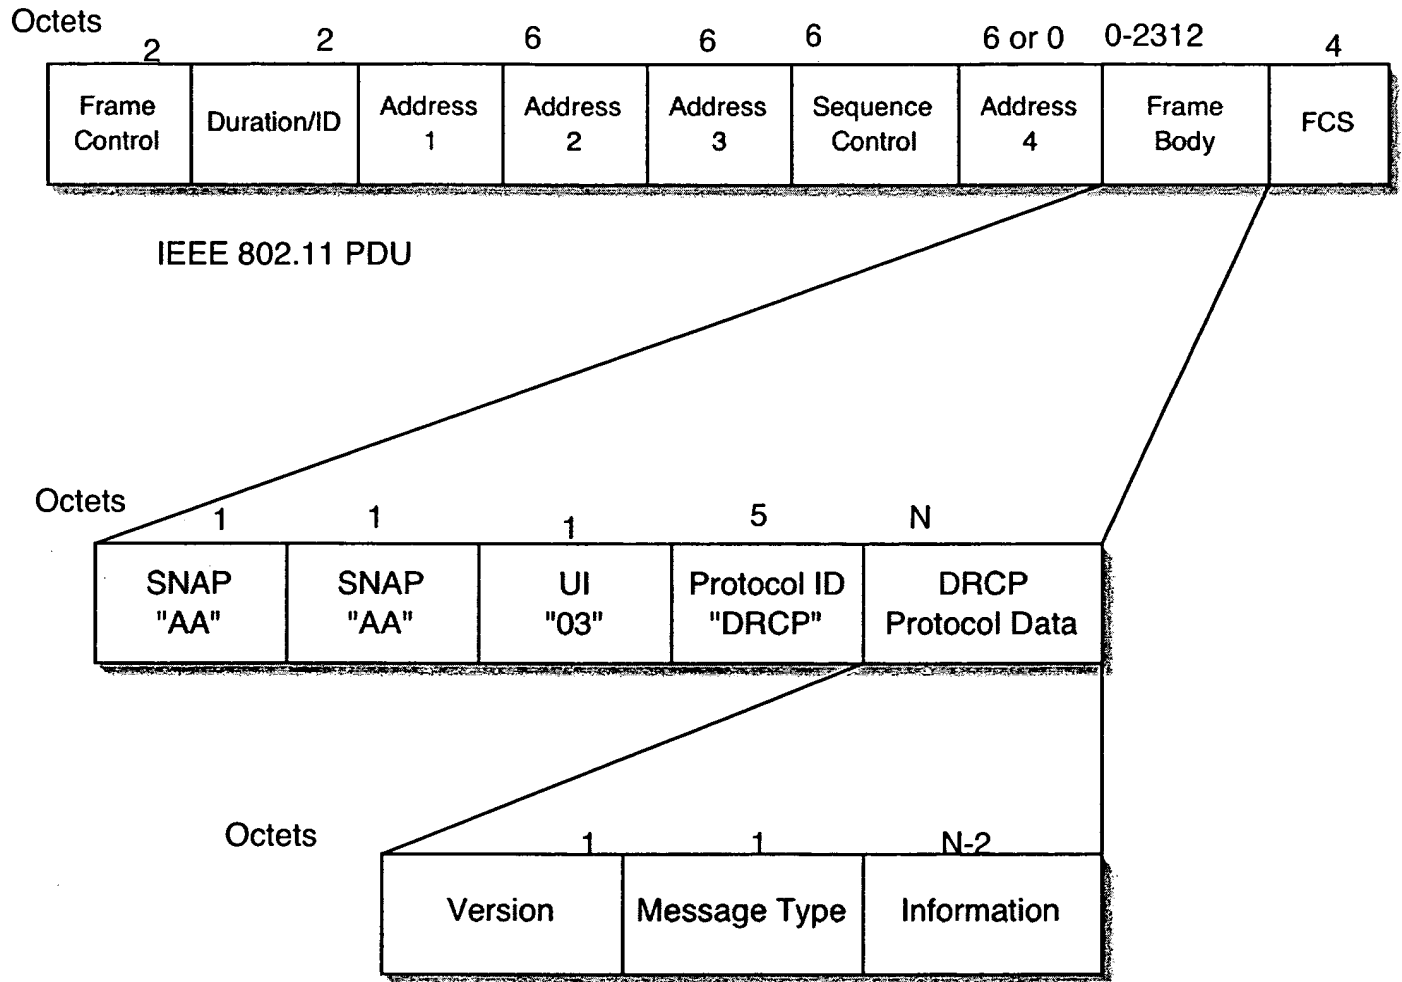 Octets
2 2 6 6 6 6 or 0 0-2312 4
Frame Control
Duration/ID
Address 1
Address 2
Address 3
Sequence Control
Address 4
Frame Body
FCS
IEEE 802.11 PDU
Octets
1 1 1 5 N
SNAP "AA"
SNAP "AA"
UI "03"
Protocol ID "DRCP"
DRCP Protocol Data
Octets
1 1 N-2
Version
Message Type
Information